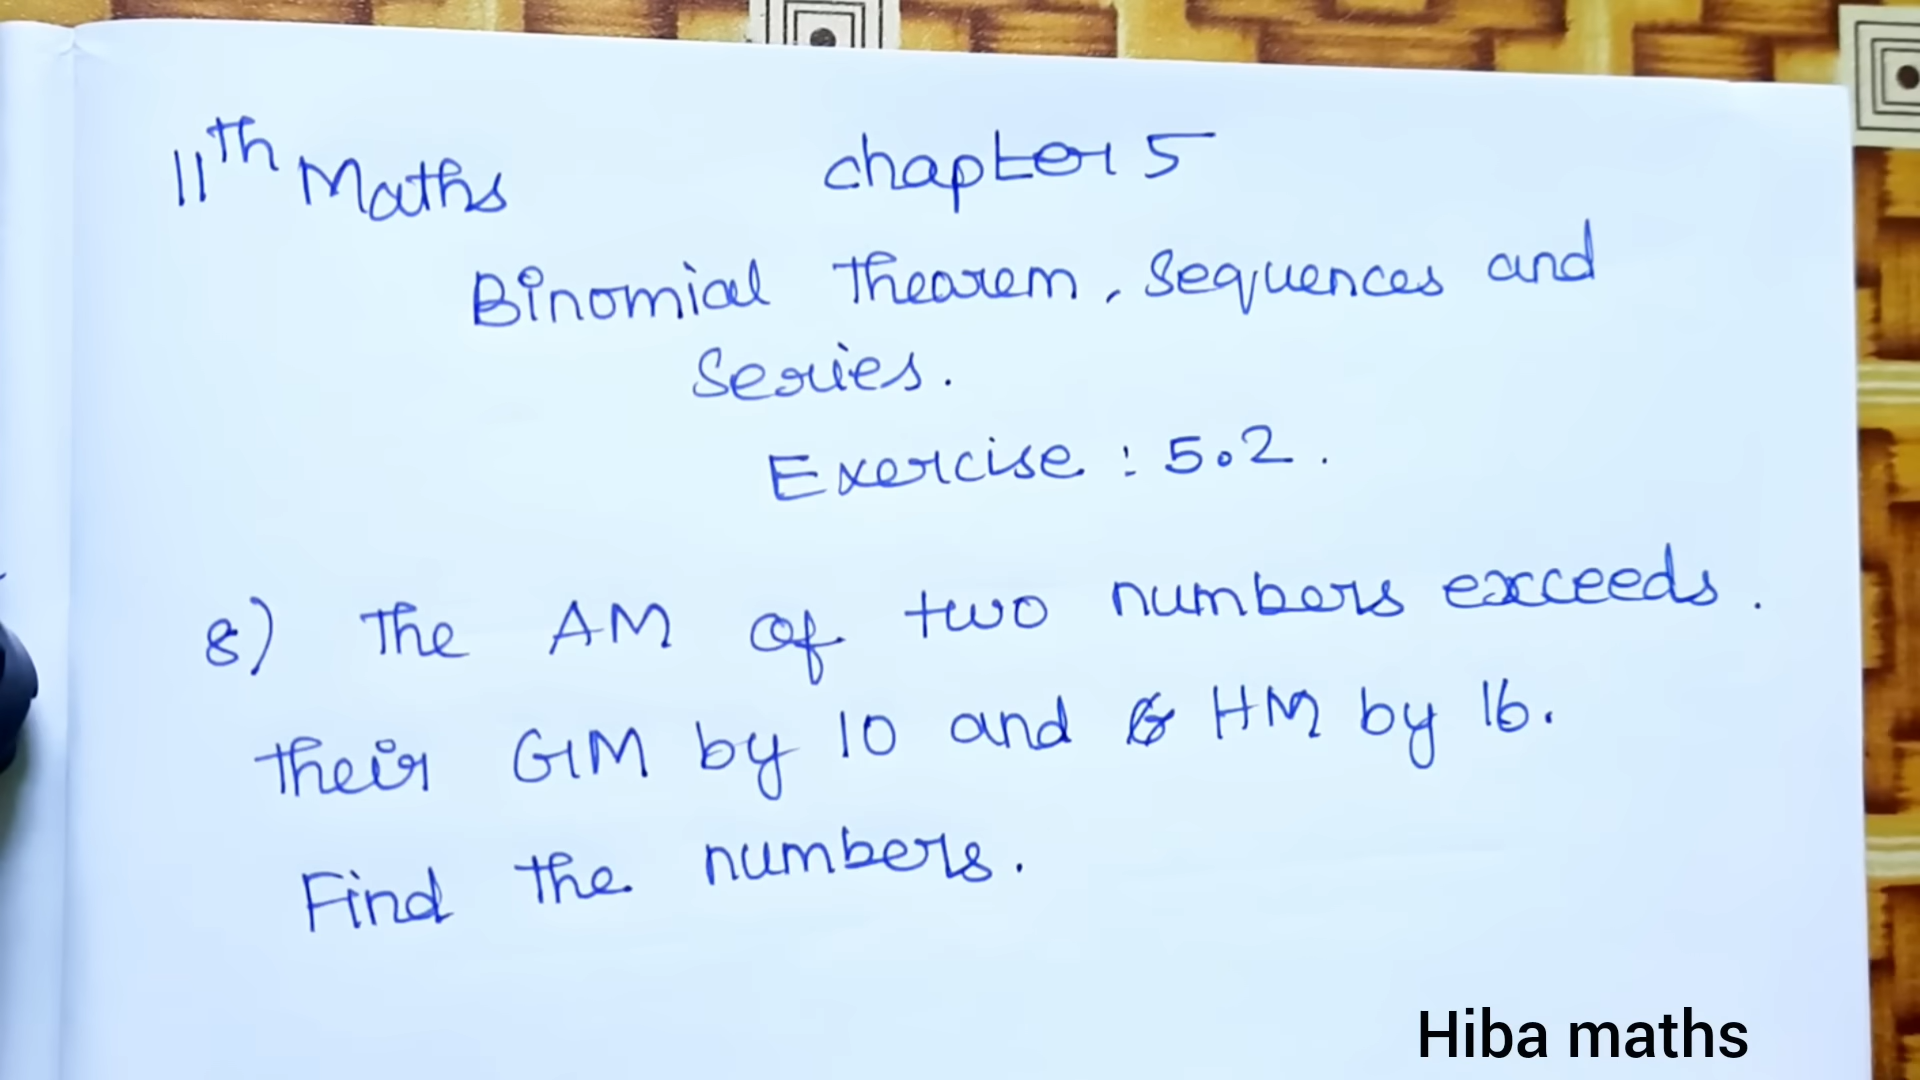 11th Maths chapter 5
Binomial Theorem, Sequences and
Series.
Exercise : 5.2.
8) The AM of two numbers exceeds.
their GM by 10 and HM by 16.
Find the numbers.
Hiba maths